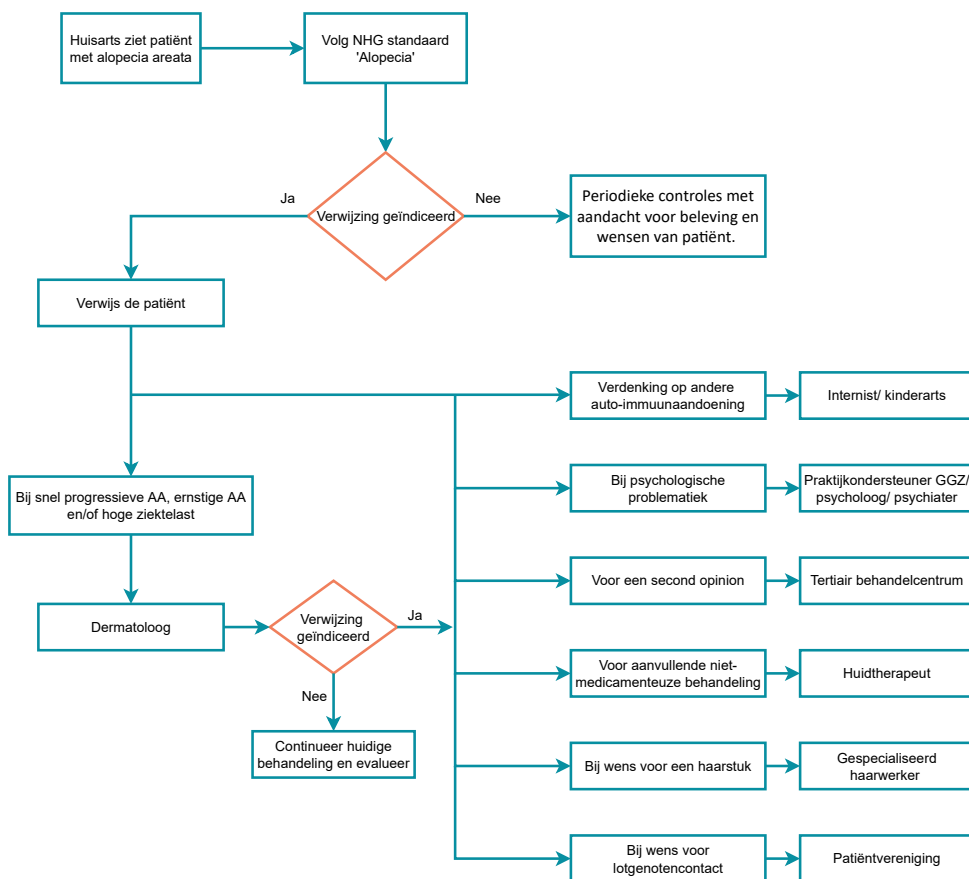 Huisarts ziet patiënt
met alopecia areata
Volg NHG standaard
'Alopecia'
Ja
Verwijzing geïndiceerd
Nee
Periodieke controles met
aandacht voor beleving en
wensen van patiënt.
Verwijs de patiënt
Verdenking op andere
auto-immuunaandoening
Internist/ kinderarts
Bij snel progressieve AA, ernstige AA
en/of hoge ziektelast
Bij psychologische
problematiek
Praktijkondersteuner GGZ/
psycholoog/ psychiater
Voor een second opinion
Tertiair behandelcentrum
Dermatoloog
Verwijzing
geïndiceerd
Ja
Nee
Continueer huidige
behandeling en evalueer
Voor aanvullende niet-
medicamenteuze behandeling
Huidtherapeut
Bij wens voor een haarstuk
Gespecialiseerd
haarwerker
Bij wens voor
lotgenotencontact
Patiëntvereniging